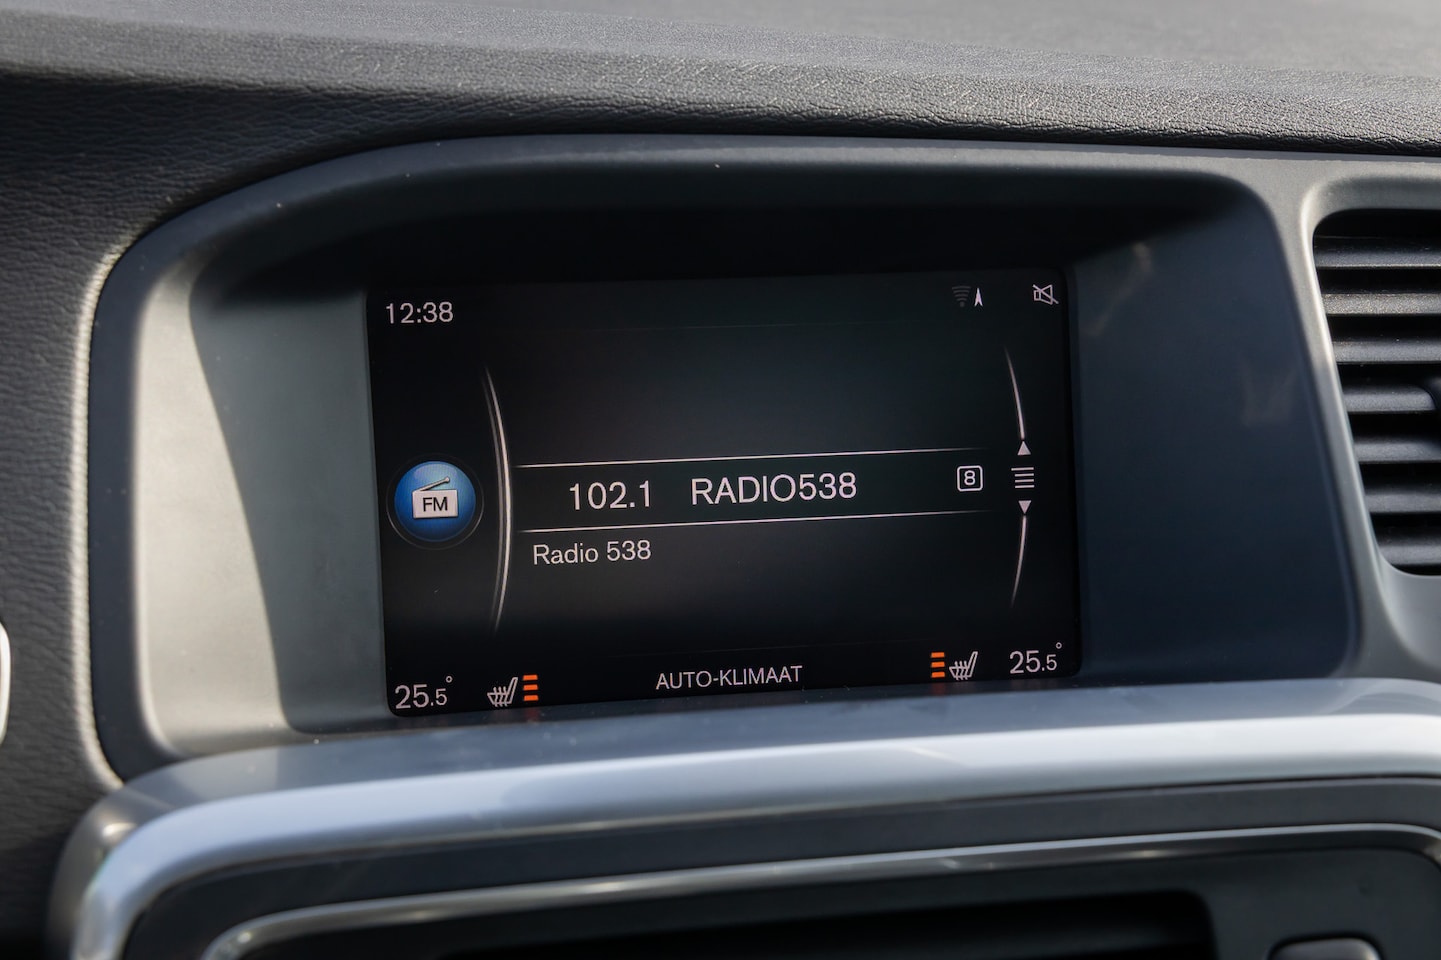 12:38
FM
102.1 RADIO538 8
Radio 538
25.5° AUTO-KLIMAAT 25.5°